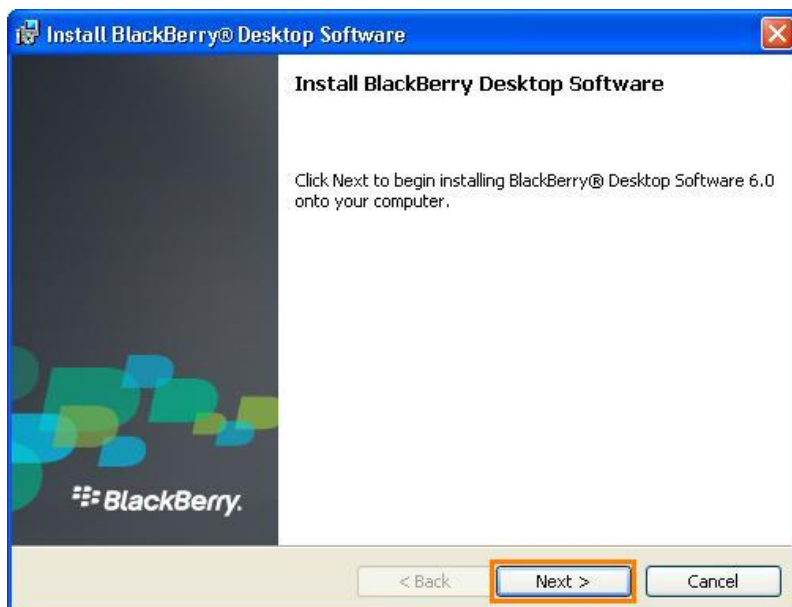 Install BlackBerry® Desktop Software
Install BlackBerry Desktop Software
Click Next to begin installing BlackBerry® Desktop Software 6.0
onto your computer.
BlackBerry.
< Back
Next >
Cancel